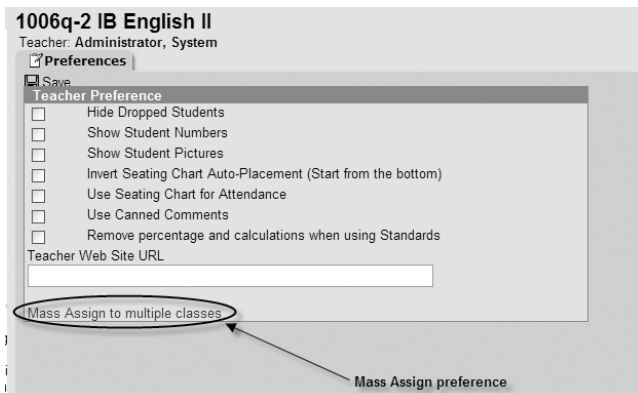 1006q-2 IB English II
Teacher: Administrator, System
Preferences
Save
Teacher Preference
Hide Dropped Students
Show Student Numbers
Show Student Pictures
Invert Seating Chart Auto-Placement (Start from the bottom)
Use Seating Chart for Attendance
Use Canned Comments
Remove percentage and calculations when using Standards
Teacher Web Site URL
Mass Assign to multiple classes
Mass Assign preference